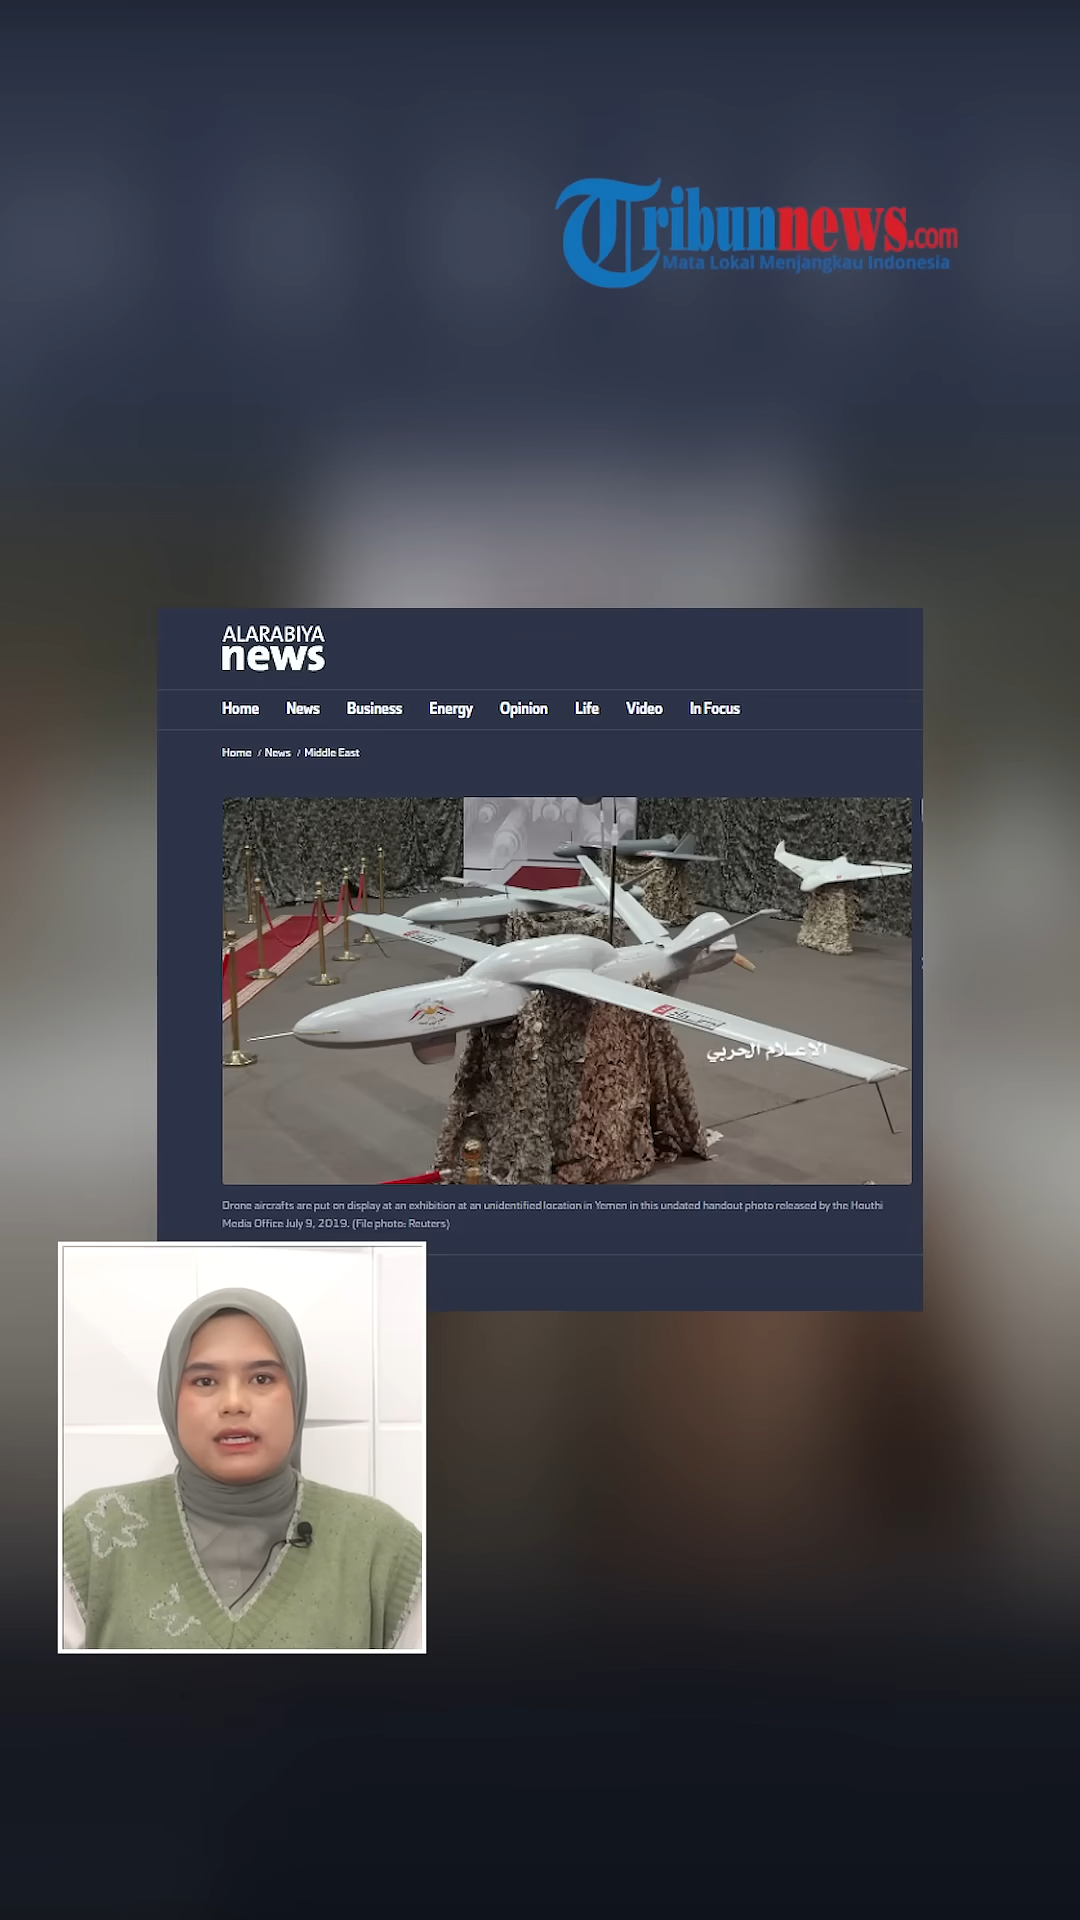 Tribunnews.com
Mata Lokal Menjangkau Indonesia
ALARABIYA
news
Home News Business Energy Opinion Life Video In Focus
Home / News / Middle East
الإعلام الحربي
Drone aircrafts are put on display at an exhibition at an unidentified location in Yemen in this undated handout photo released by the Houthi
Media Office July 9, 2019. (File photo: Reuters)